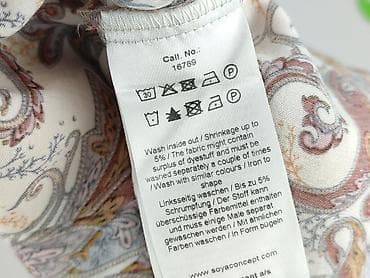 Call. No.:
16769
30
P
P
Wash inside out / Shrinkage up to
5% / The fabric might contain
surplus of dyestuff and must be
washed separately a couple of times
/ Wash with similar colours / Iron to
shape
Linksseitig waschen / Bis zu 5%
Schrumpfung / Der Stoff kann
überschüssige Färbemittel enthalten
und muss einige Male separat
gewaschen werden / Mit ähnlichen
Farben waschen / In Form bügeln
www.soyaconcept.com